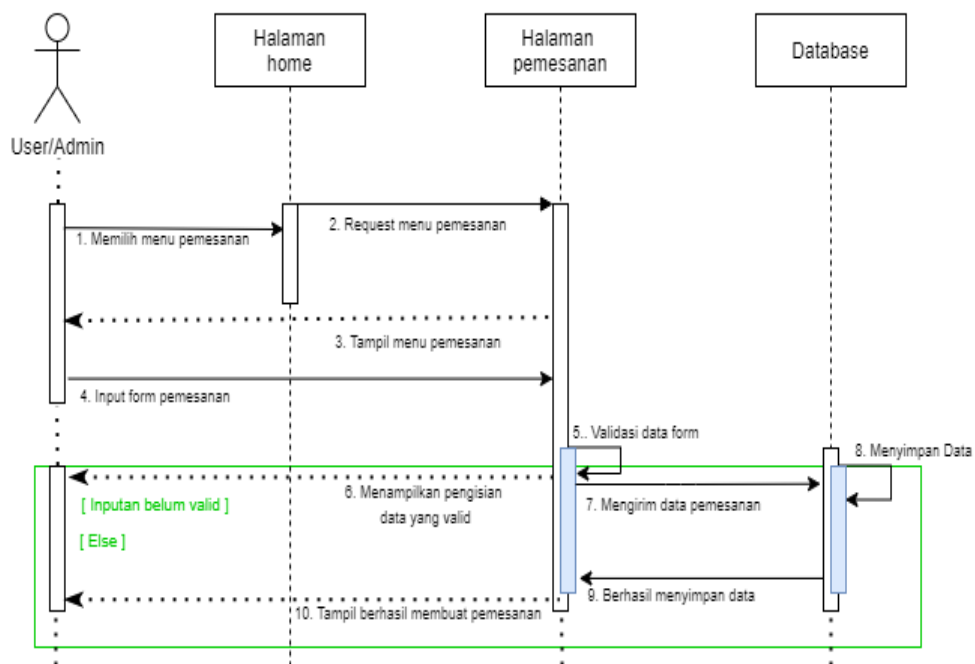 Halaman
home
Halaman
pemesanan
Database
User/Admin
1. Memilih menu pemesanan
2. Request menu pemesanan
3. Tampil menu pemesanan
4. Input form pemesanan
5.. Validasi data form
8. Menyimpan Data
6. Menampilkan pengisian
data yang valid
[ Inputan belum valid ]
7. Mengirim data pemesanan
[ Else ]
9. Berhasil menyimpan data
10. Tampil berhasil membuat pemesanan